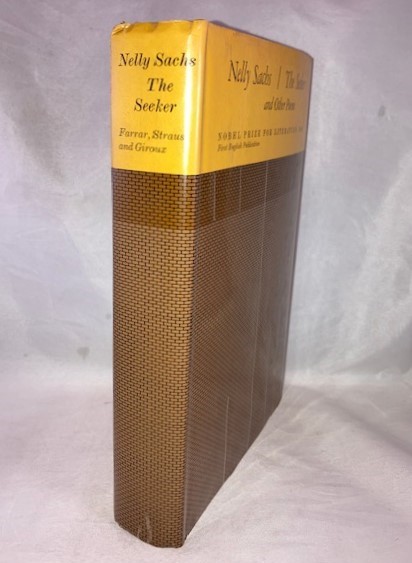 Nelly Sachs
The
Seeker
Farrar, Straus
and Giroux
Nelly Sachs | The Seeker
and Other Poems
NOBEL PRIZE FOR LITERATURE
First English Publication